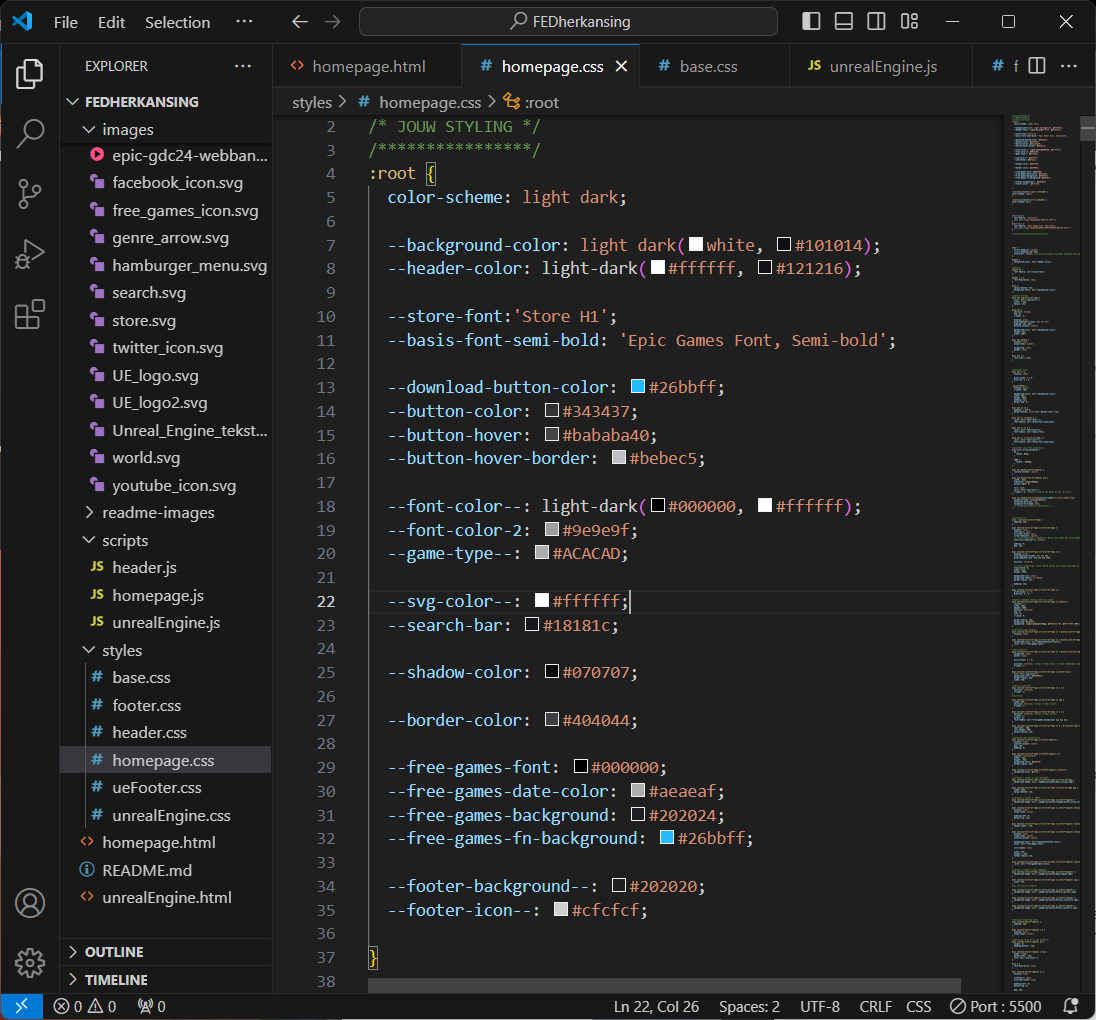 File Edit Selection ··· FEDherkansing
EXPLORER ···
FEDHERKANSING
images
epic-gdc24-webban...
facebook_icon.svg
free_games_icon.svg
genre_arrow.svg
hamburger_menu.svg
search.svg
store.svg
twitter_icon.svg
UE_logo.svg
UE_logo2.svg
Unreal_Engine_tekst...
world.svg
youtube_icon.svg
readme-images
scripts
JS header.js
JS homepage.js
JS unrealEngine.js
styles
# base.css
# footer.css
# header.css
# homepage.css
# ueFooter.css
# unrealEngine.css
<> homepage.html
README.md
<> unrealEngine.html
OUTLINE
TIMELINE
<> homepage.html # homepage.css # base.css JS unrealEngine.js # f ···
styles > # homepage.css > :root
2 /* JOUW STYLING */
3 /****************/
4 :root {
5 color-scheme: light dark;
6
7 --background-color: light dark(white, #101014);
8 --header-color: light-dark(#ffffff, #121216);
9
10 --store-font:'Store H1';
11 --basis-font-semi-bold: 'Epic Games Font, Semi-bold';
12
13 --download-button-color: #26bbff;
14 --button-color: #343437;
15 --button-hover: #bababa40;
16 --button-hover-border: #bebec5;
17
18 --font-color--: light-dark(#000000, #ffffff);
19 --font-color-2: #9e9e9f;
20 --game-type--: #ACACAD;
21
22 --svg-color--: #ffffff;
23 --search-bar: #18181c;
24
25 --shadow-color: #070707;
26
27 --border-color: #404044;
28
29 --free-games-font: #000000;
30 --free-games-date-color: #aeaeaf;
31 --free-games-background: #202024;
32 --free-games-fn-background: #26bbff;
33
34 --footer-background--: #202020;
35 --footer-icon--: #cfcfcf;
36
37 }
38
0 0 0 Ln 22, Col 26 Spaces: 2 UTF-8 CRLF CSS Port : 5500